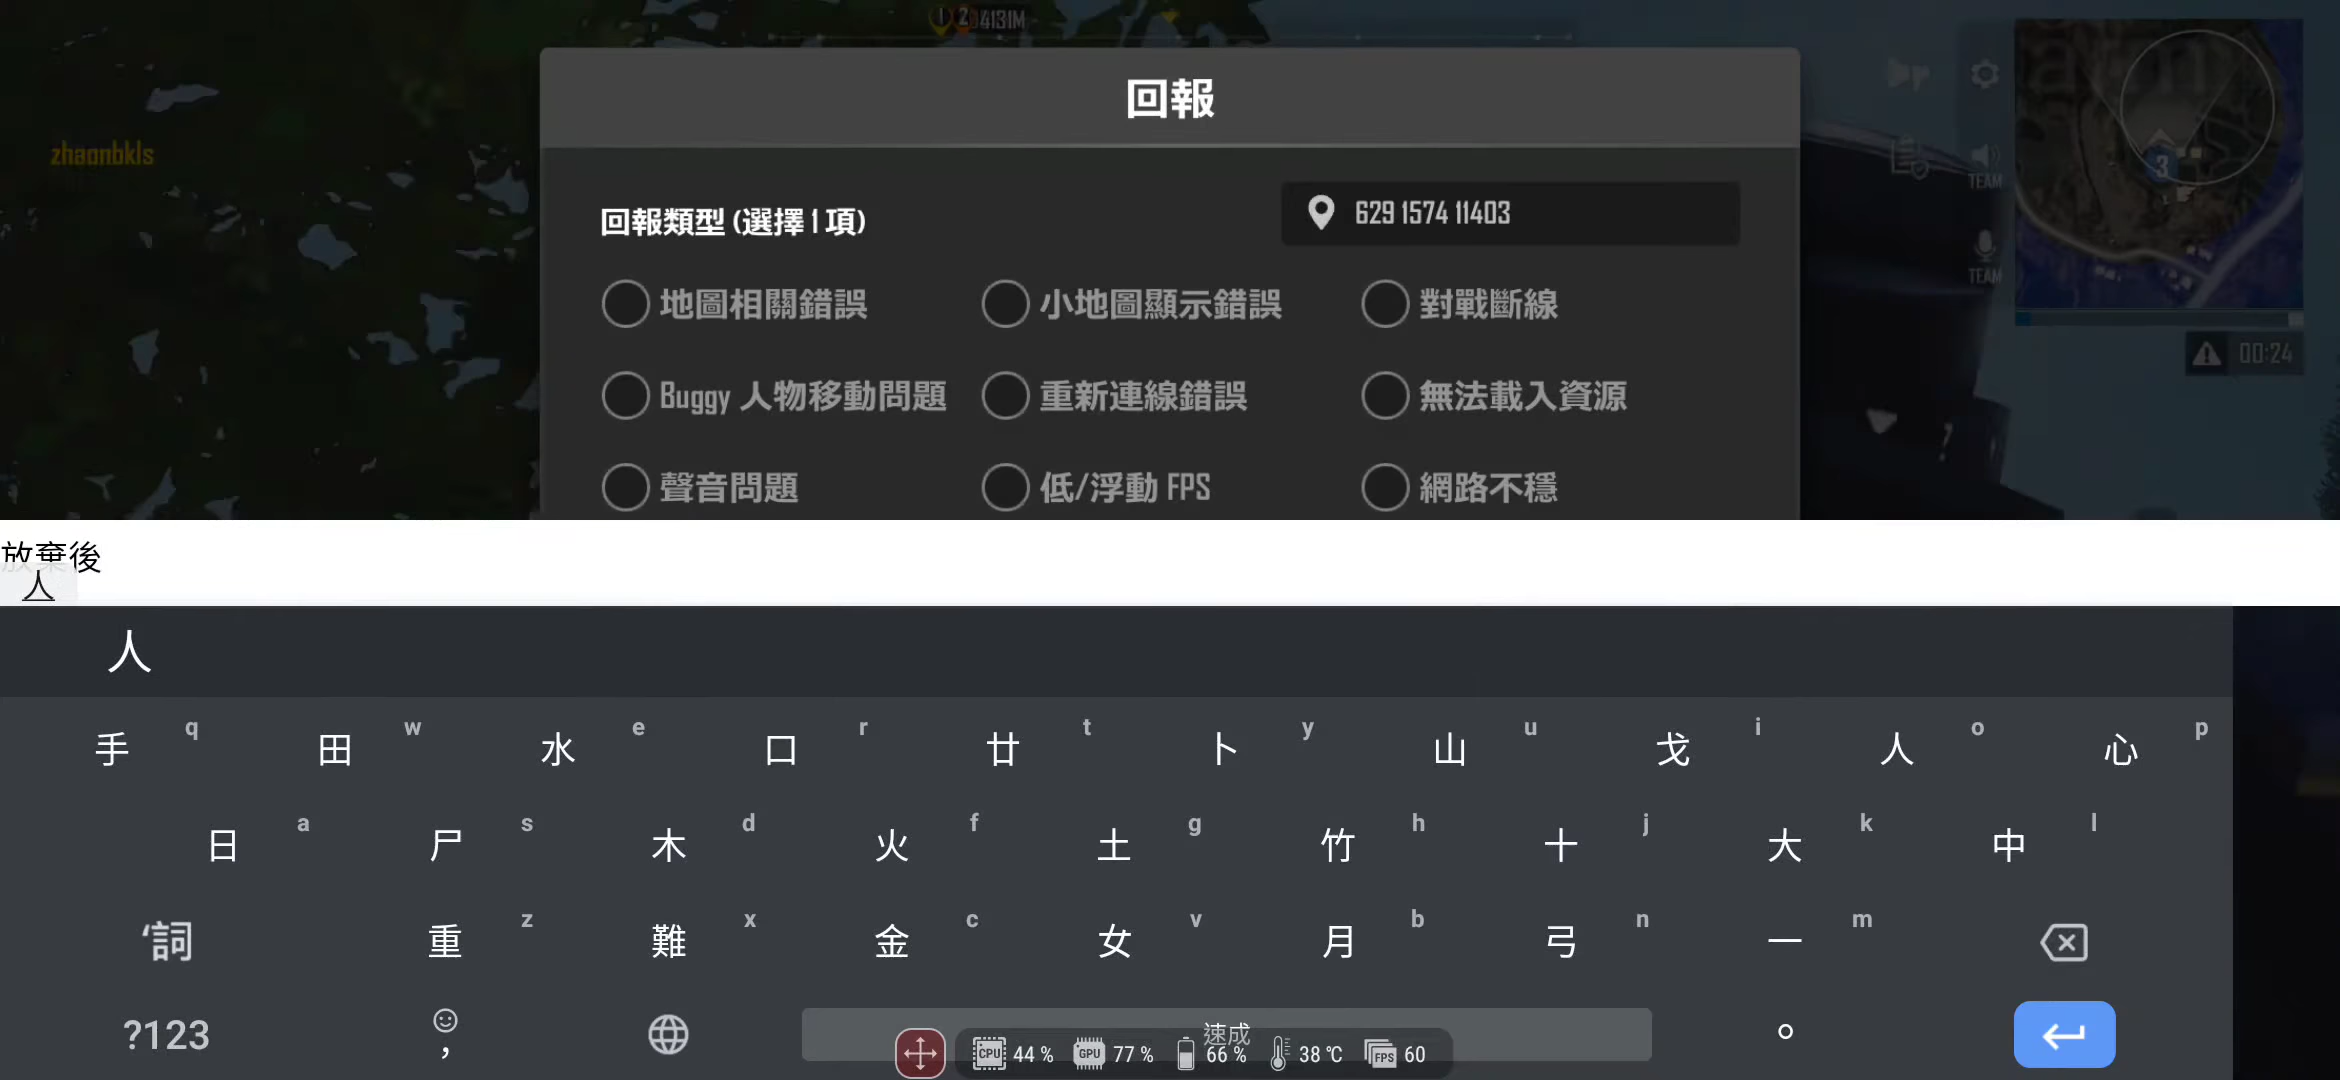 1 2 4131M
zhaonbkls
回報
回報類型 (選擇 1 項)
629 1574 11403
地圖相關錯誤 小地圖顯示錯誤 對戰斷線
Buggy 人物移動問題 重新連線錯誤 無法載入資源
聲音問題 低/浮動 FPS 網路不穩
TEAM
TEAM
3
00:24
放棄後
人
人
手 q 田 w 水 e 口 r 廿 t 卜 y 山 u 戈 i 人 o 心 p
日 a 尸 s 木 d 火 f 土 g 竹 h 十 j 大 k 中 l
'詞 重 z 難 x 金 c 女 v 月 b 弓 n 一 m
?123 , 速成 。
CPU 44 % GPU 77 % 66 % 38 ℃ FPS 60